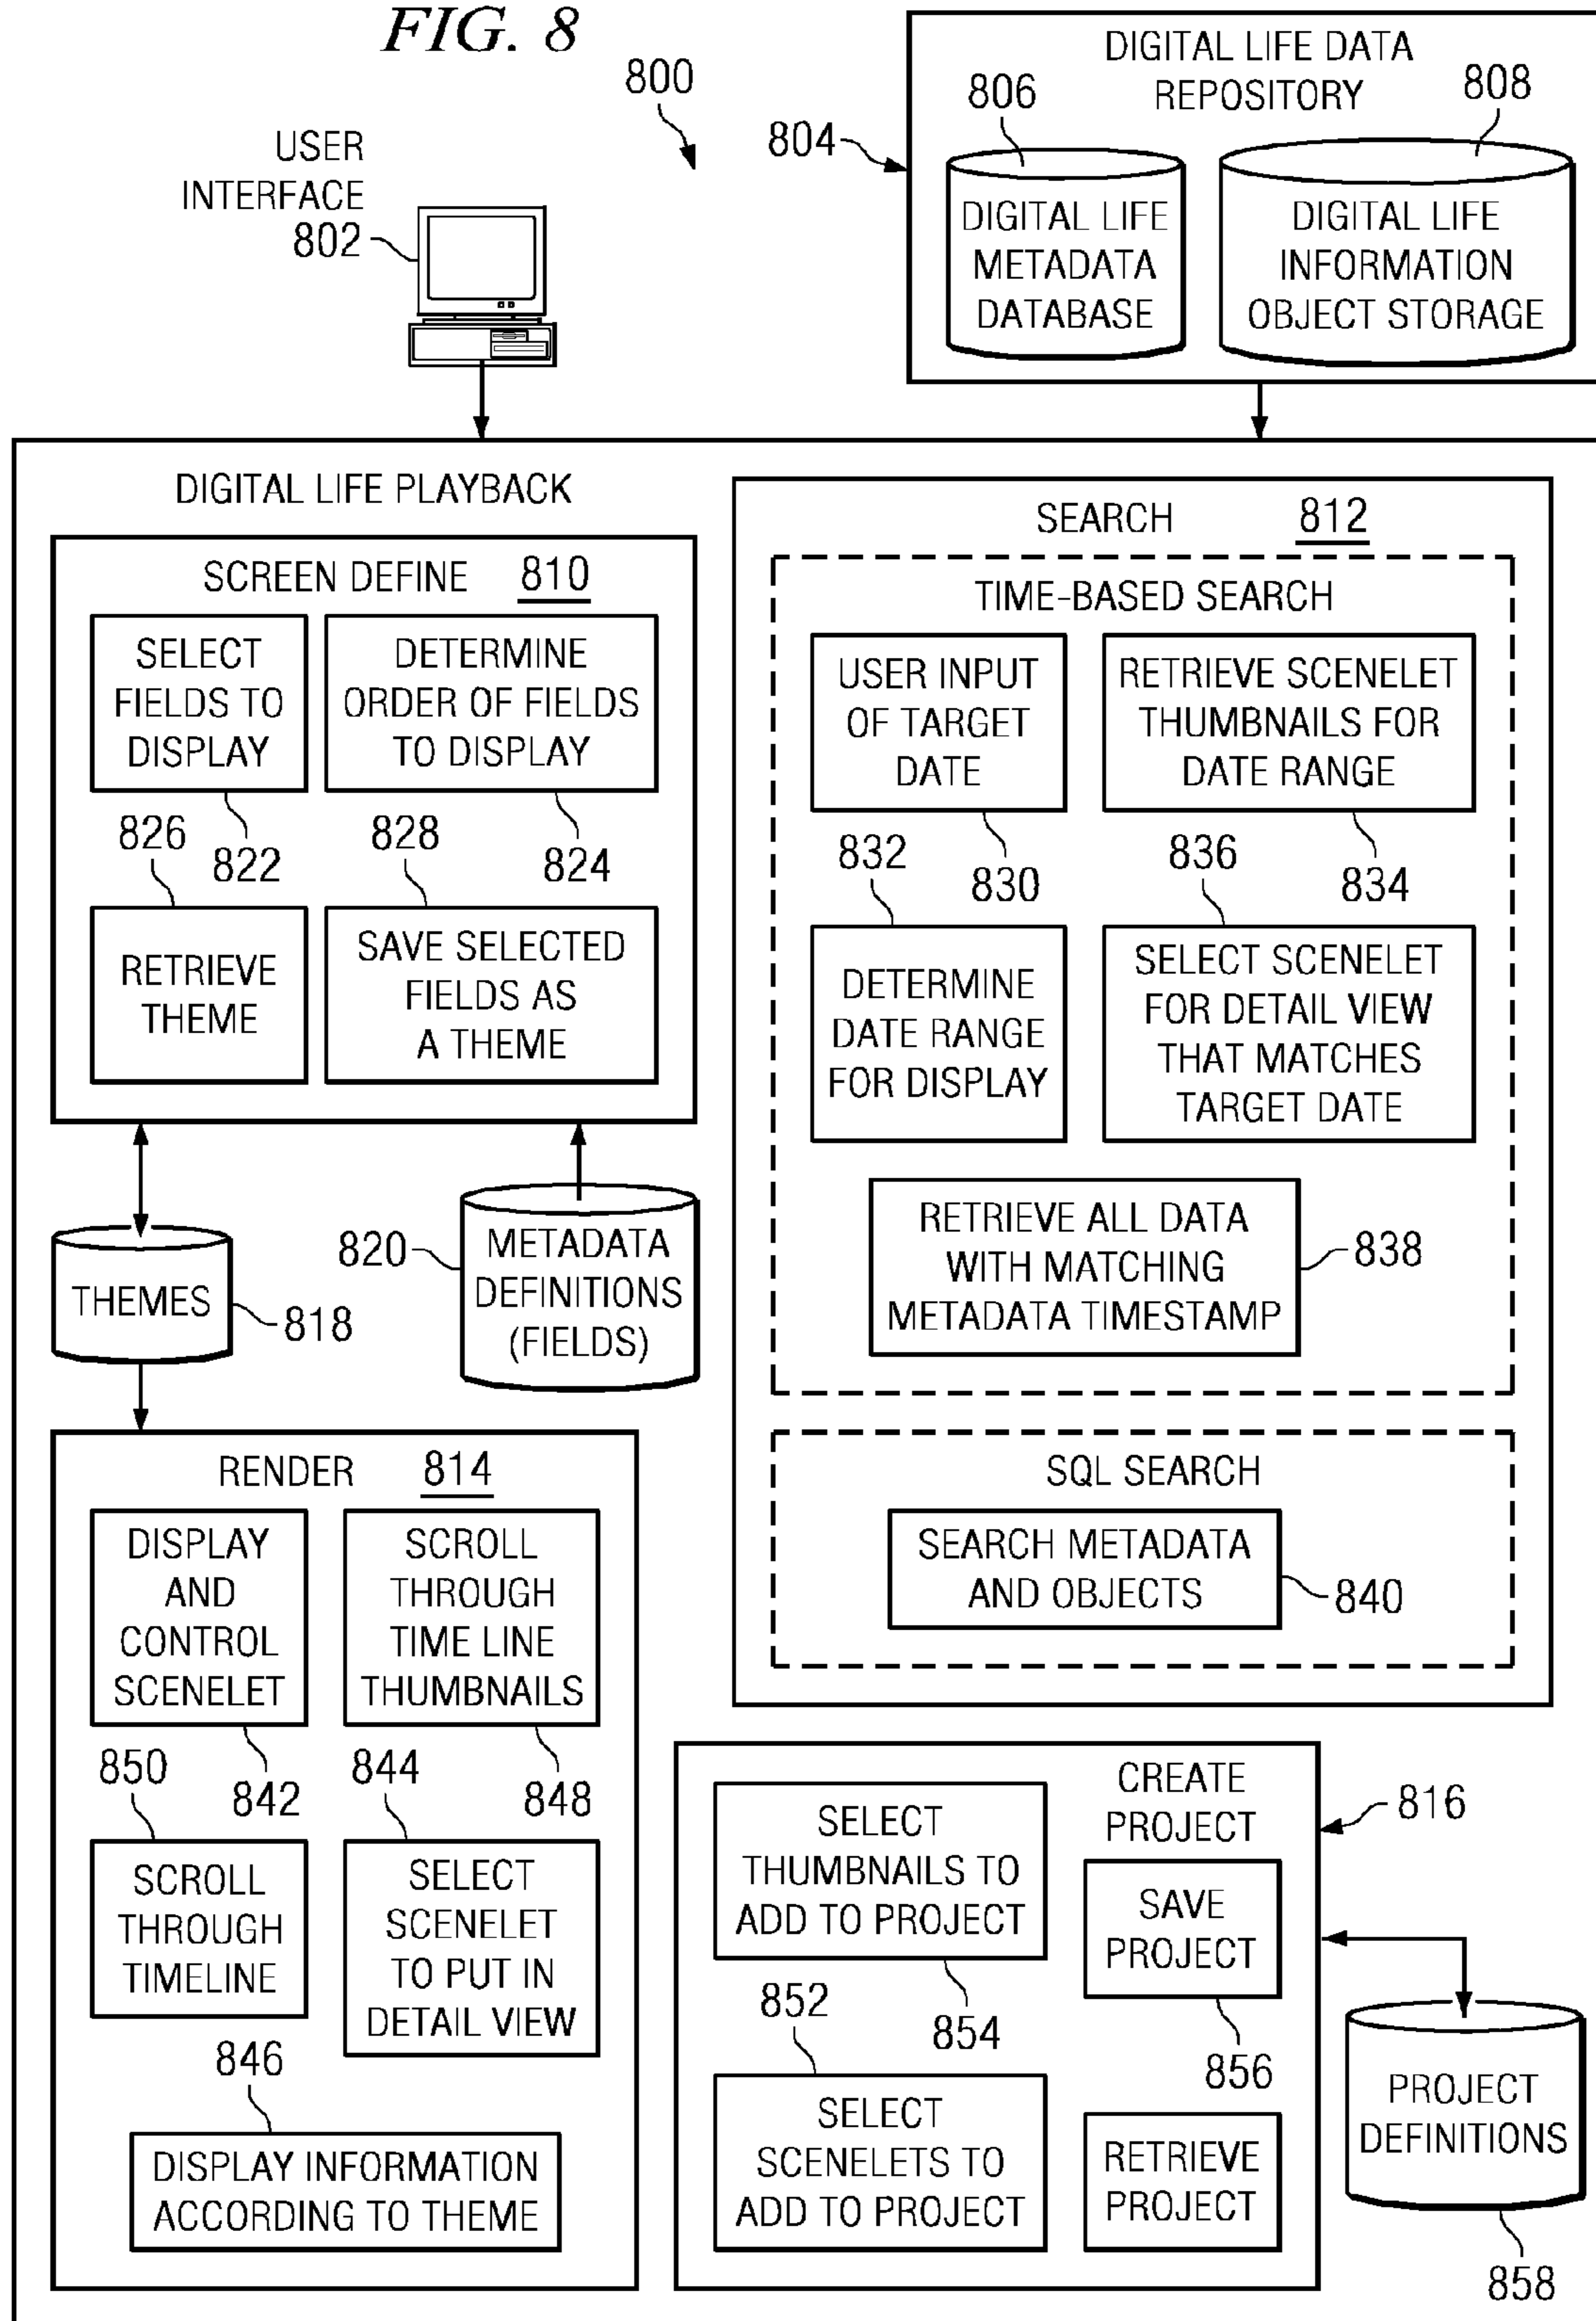 FIG. 8
800
USER
INTERFACE
802
DIGITAL LIFE DATA
REPOSITORY
804
806
808
DIGITAL LIFE
METADATA
DATABASE
DIGITAL LIFE
INFORMATION
OBJECT STORAGE
DIGITAL LIFE PLAYBACK
SCREEN DEFINE 810
SELECT
FIELDS TO
DISPLAY
DETERMINE
ORDER OF FIELDS
TO DISPLAY
826
822
828
824
RETRIEVE
THEME
SAVE SELECTED
FIELDS AS
A THEME
THEMES
818
820
METADATA
DEFINITIONS
(FIELDS)
SEARCH 812
TIME-BASED SEARCH
USER INPUT
OF TARGET
DATE
RETRIEVE SCENELET
THUMBNAILS FOR
DATE RANGE
832
830
836
834
DETERMINE
DATE RANGE
FOR DISPLAY
SELECT SCENELET
FOR DETAIL VIEW
THAT MATCHES
TARGET DATE
RETRIEVE ALL DATA
WITH MATCHING
METADATA TIMESTAMP
838
SQL SEARCH
SEARCH METADATA
AND OBJECTS
840
RENDER 814
DISPLAY
AND
CONTROL
SCENELET
SCROLL
THROUGH
TIME LINE
THUMBNAILS
850
842
844
848
SCROLL
THROUGH
TIMELINE
SELECT
SCENELET
TO PUT IN
DETAIL VIEW
846
DISPLAY INFORMATION
ACCORDING TO THEME
CREATE
PROJECT
816
SELECT
THUMBNAILS TO
ADD TO PROJECT
SAVE
PROJECT
852
854
856
SELECT
SCENELETS TO
ADD TO PROJECT
RETRIEVE
PROJECT
PROJECT
DEFINITIONS
858